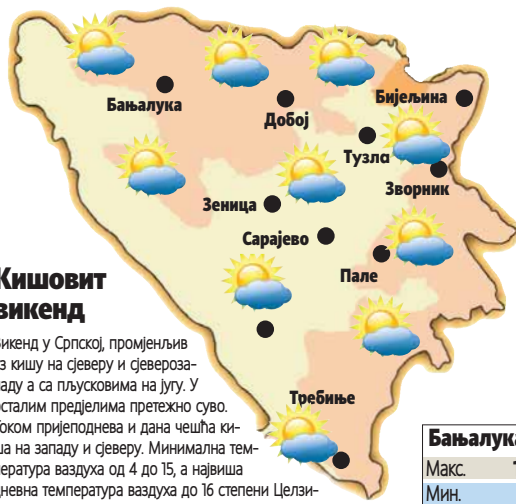 Бањалука
Добој
Бијељина
Тузла
Зворник
Зеница
Сарајево
Пале
Требиње
Кишовит
викенд
Викенд у Српској, промјенљив
кишу на сјеверу и сјевероза-
паду а са пљусковима на југу. У
осталим предјелима претежно суво.
Током пријеподнева и дана чешћа ки-
ша на западу и сјеверу. Минимална тем-
пература ваздуха од 4 до 15, а највиша
дневна температура ваздуха до 16 степени Целзи-
Бањалука
Макс.
Мин.